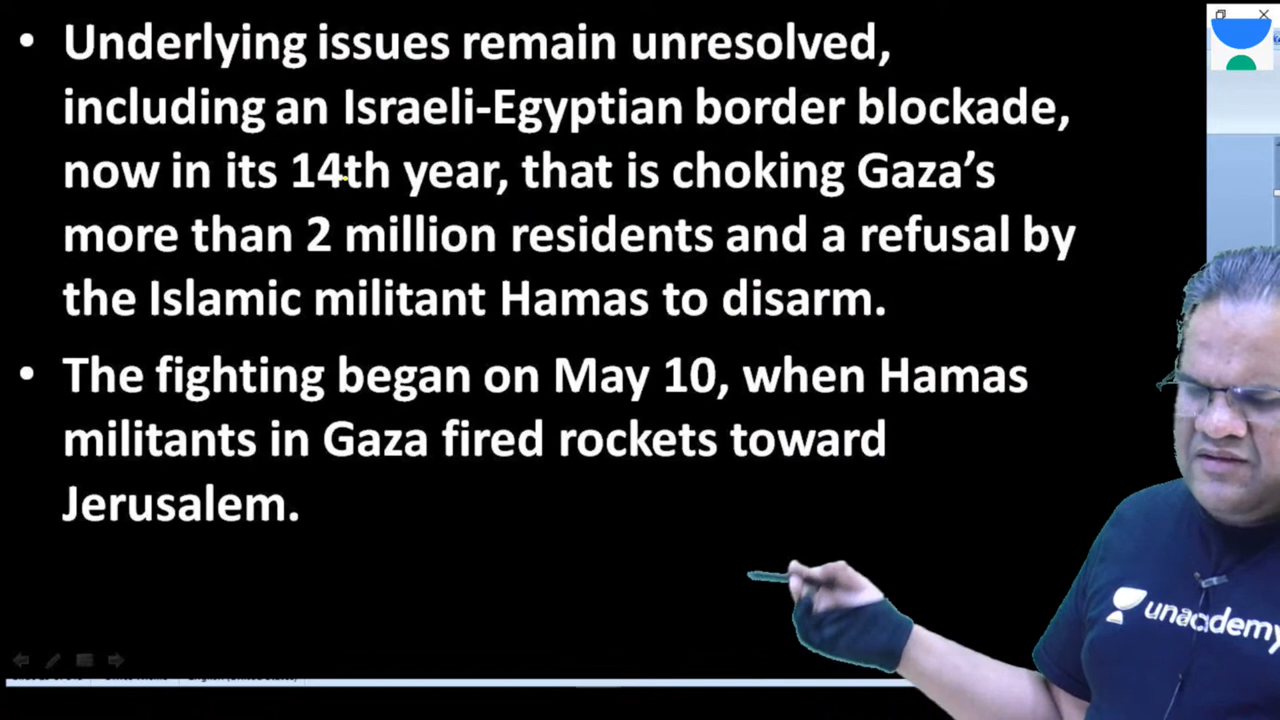 • Underlying issues remain unresolved,
including an Israeli-Egyptian border blockade,
now in its 14th year, that is choking Gaza’s
more than 2 million residents and a refusal by
the Islamic militant Hamas to disarm.
• The fighting began on May 10, when Hamas
militants in Gaza fired rockets toward
Jerusalem.
unacademy